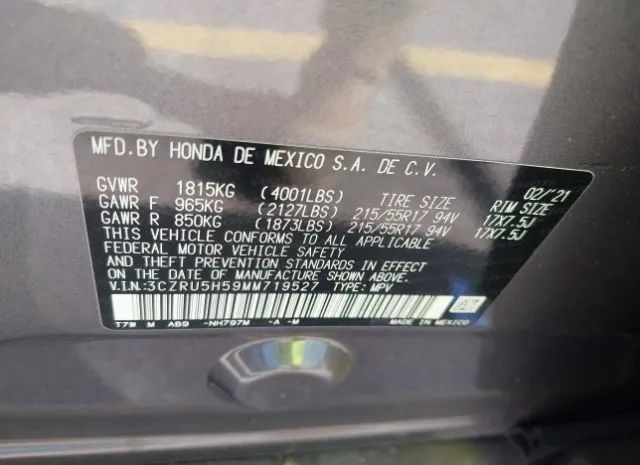 MFD.BY HONDA DE MEXICO S.A. DE C.V.
02/'21
GVWR 1815KG (4001LBS) TIRE SIZE RIM SIZE
GAWR F 965KG (2127LBS) 215/55R17 94V 17X7.5J
GAWR R 850KG (1873LBS) 215/55R17 94V 17X7.5J
THIS VEHICLE CONFORMS TO ALL APPLICABLE
FEDERAL MOTOR VEHICLE SAFETY
AND THEFT PREVENTION STANDARDS IN EFFECT
ON THE DATE OF MANUFACTURE SHOWN ABOVE.
V.I.N.:3CZRU5H59MM719527 TYPE: MPV
T7W M AB9 -NH797M -A -M MADE IN MEXICO